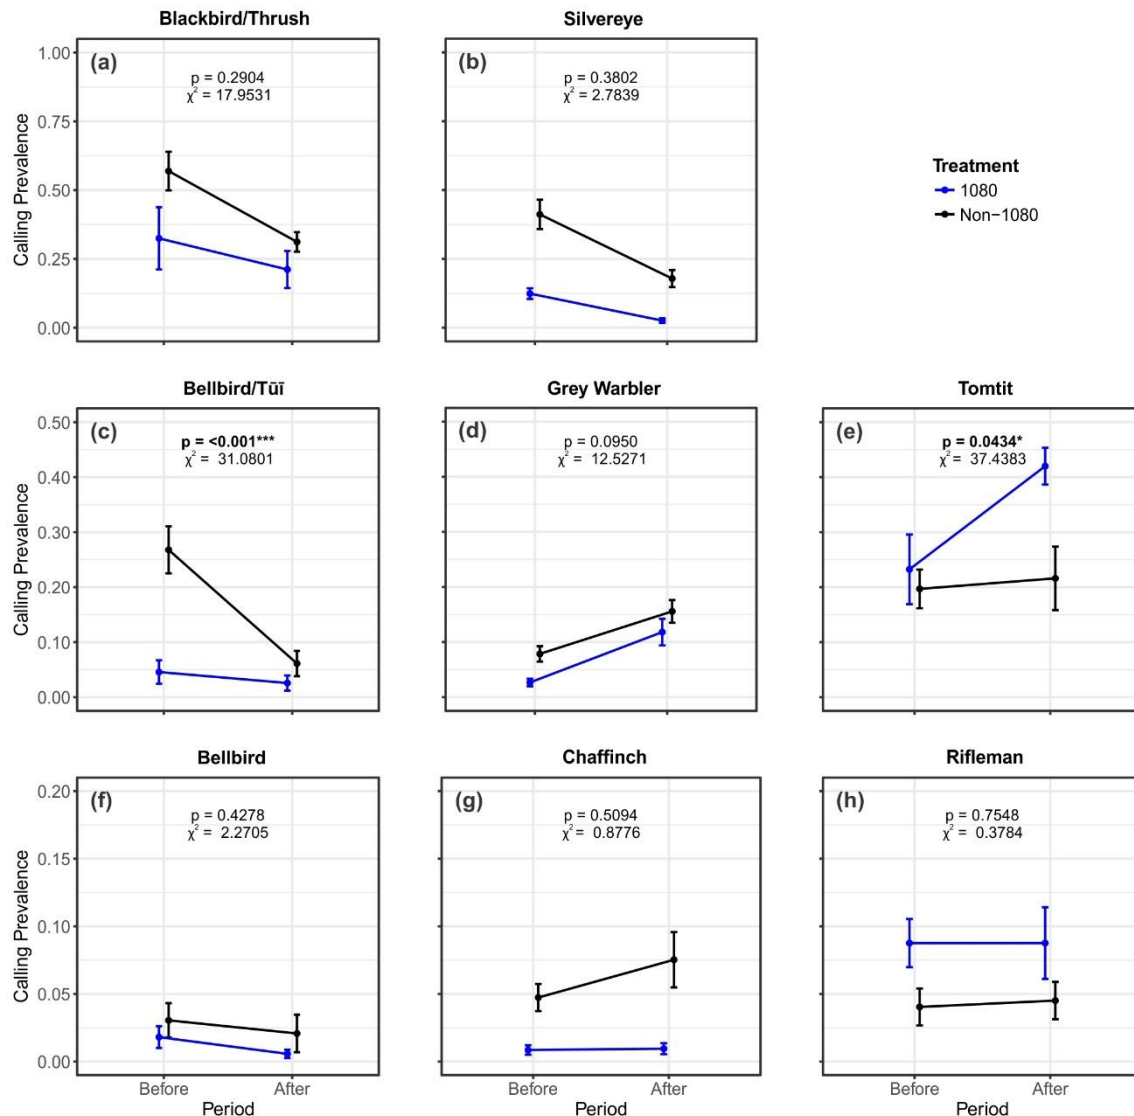 Blackbird/Thrush
Silvereye
(a)
p = 0.2904
χ² = 17.9531
(b)
p = 0.3802
χ² = 2.7839
Treatment
1080
Non−1080
Calling Prevalence
1.00
0.75
0.50
0.25
0.00
Bellbird/Tūī
Grey Warbler
Tomtit
(c)
p = <0.001***
χ² = 31.0801
(d)
p = 0.0950
χ² = 12.5271
(e)
p = 0.0434*
χ² = 37.4383
Calling Prevalence
0.50
0.40
0.30
0.20
0.10
0.00
Bellbird
Chaffinch
Rifleman
(f)
p = 0.4278
χ² = 2.2705
(g)
p = 0.5094
χ² = 0.8776
(h)
p = 0.7548
χ² = 0.3784
Calling Prevalence
0.20
0.15
0.10
0.05
0.00
Before After
Period
Before After
Period
Before After
Period